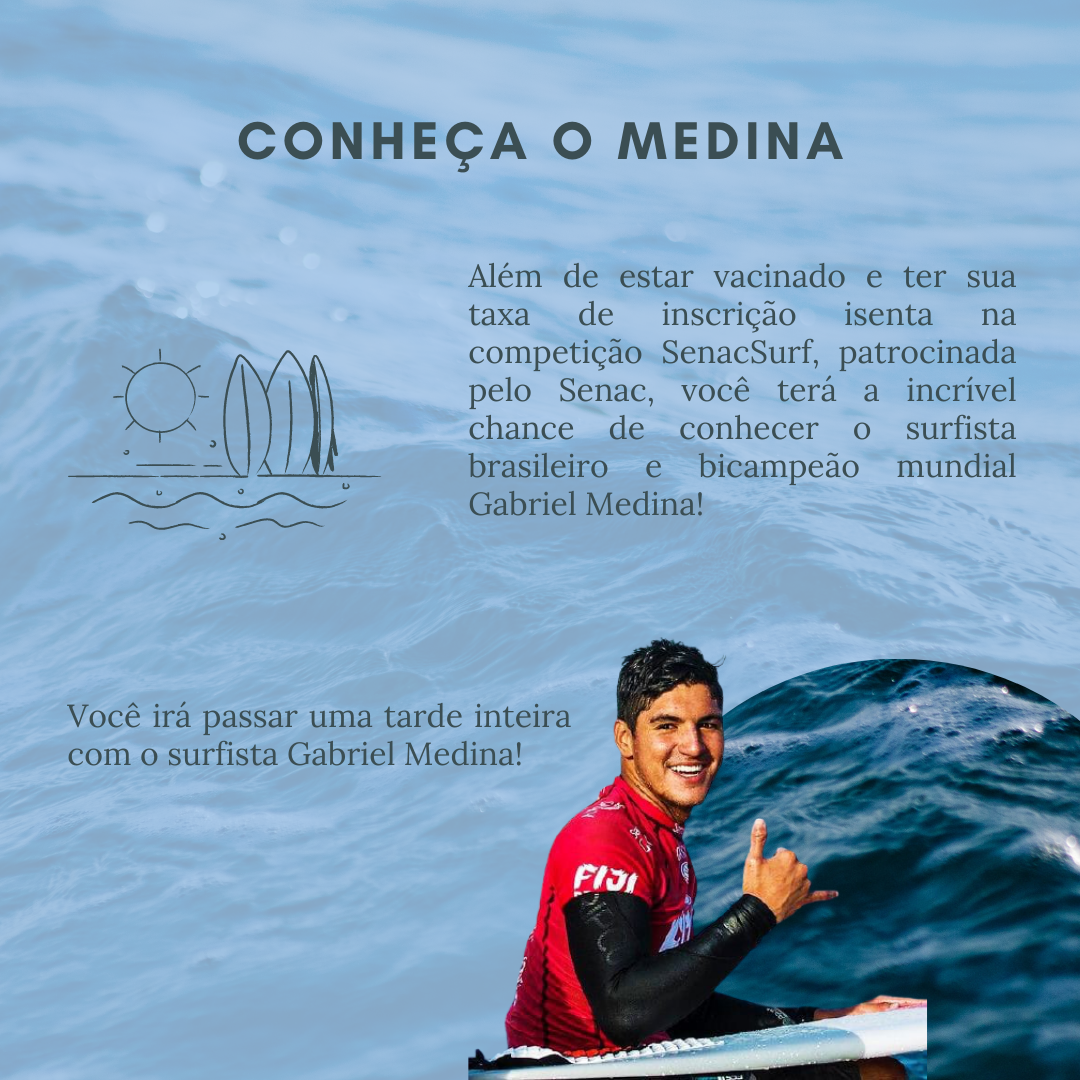 CONHEÇA O MEDINA
Além de estar vacinado e ter sua
taxa de inscrição isenta na
competição SenacSurf, patrocinada
pelo Senac, você terá a incrível
chance de conhecer o surfista
brasileiro e bicampeão mundial
Gabriel Medina!
Você irá passar uma tarde inteira
com o surfista Gabriel Medina!
FIJI